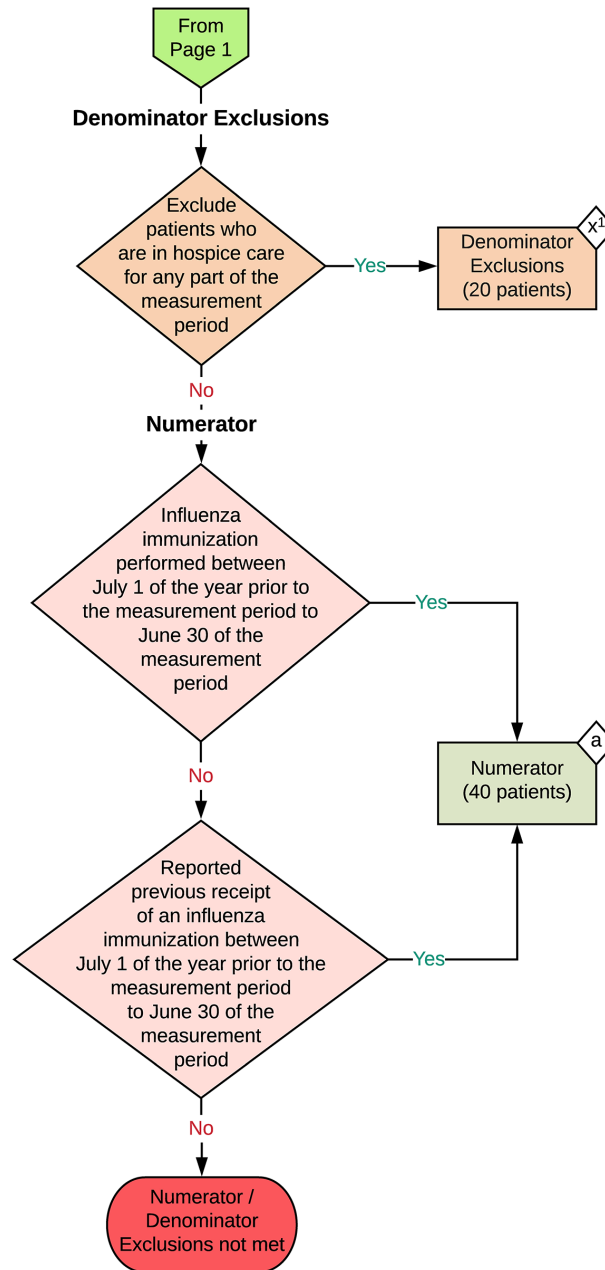 From
Page 1
Denominator Exclusions
Exclude
patients who
are in hospice care
for any part of the
measurement
period
Yes
Denominator
Exclusions
(20 patients)
x¹
No
Numerator
Influenza
immunization
performed between
July 1 of the year prior to
the measurement period to
June 30 of the
measurement
period
Yes
Numerator
(40 patients)
a
No
Reported
previous receipt
of an influenza
immunization between
July 1 of the year prior to the
measurement period
to June 30 of the
measurement
period
Yes
No
Numerator /
Denominator
Exclusions not met